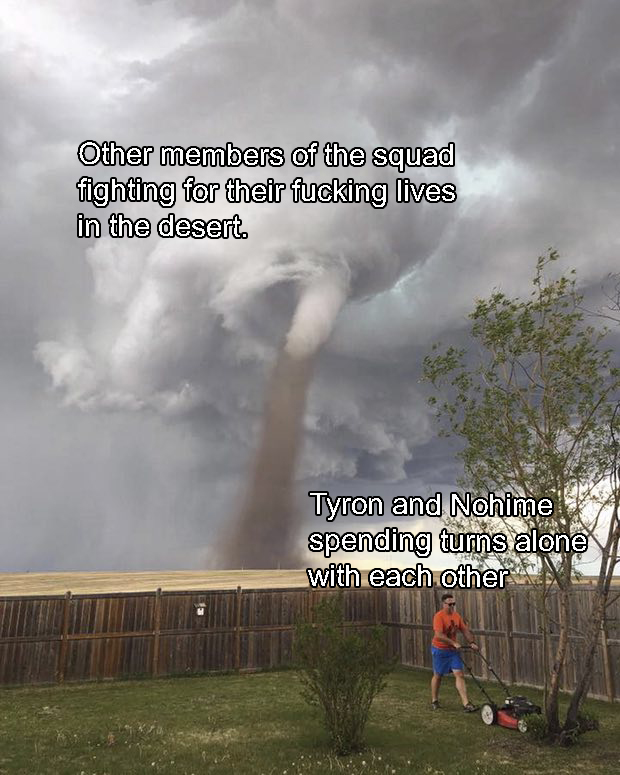 Other members of the squad
fighting for their fucking lives
in the desert.
Tyron and Nohime
spending turns alone
with each other